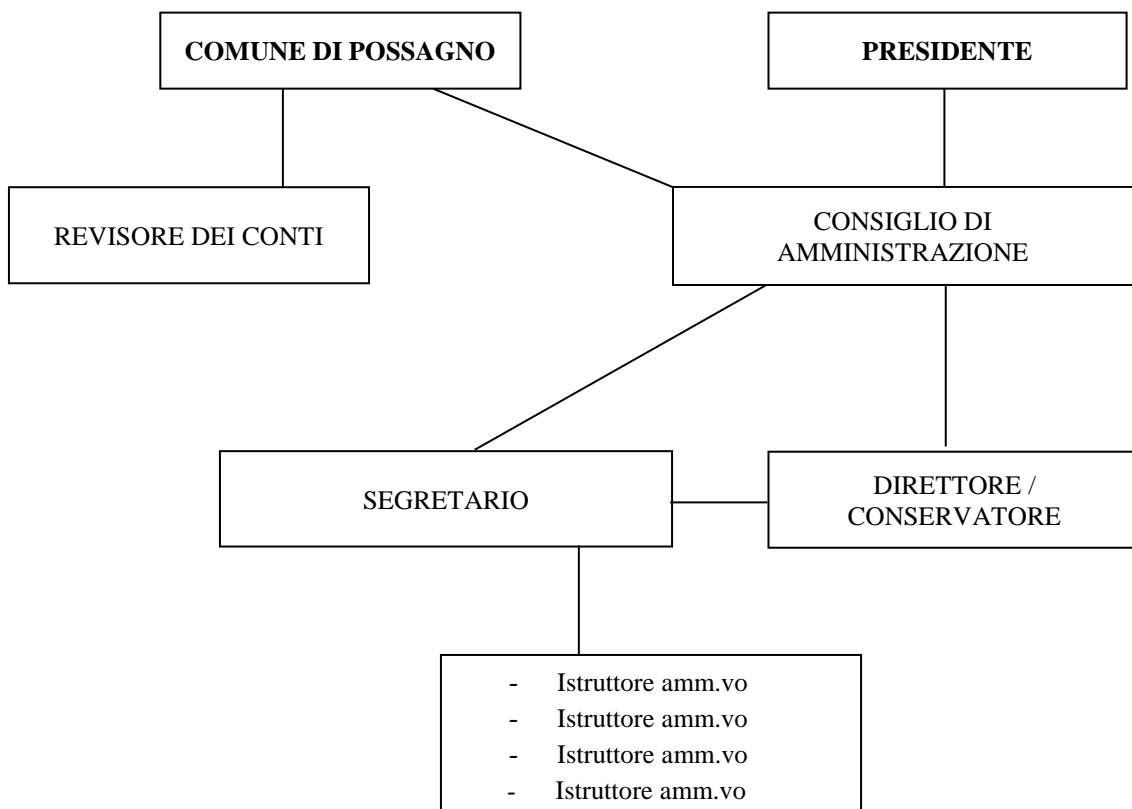 COMUNE DI POSSAGNO
PRESIDENTE
REVISORE DEI CONTI
CONSIGLIO DI
AMMINISTRAZIONE
SEGRETARIO
DIRETTORE /
CONSERVATORE
- Istruttore amm.vo
- Istruttore amm.vo
- Istruttore amm.vo
- Istruttore amm.vo